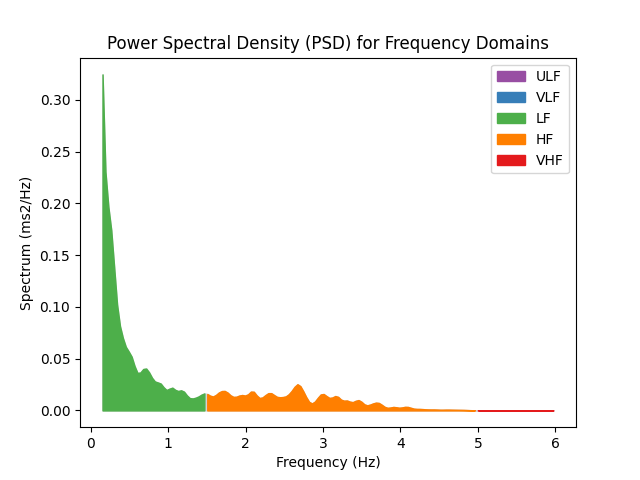 Power Spectral Density (PSD) for Frequency Domains
ULF
VLF
LF
HF
VHF
Spectrum (ms2/Hz)
0.30
0.25
0.20
0.15
0.10
0.05
0.00
0 1 2 3 4 5 6
Frequency (Hz)